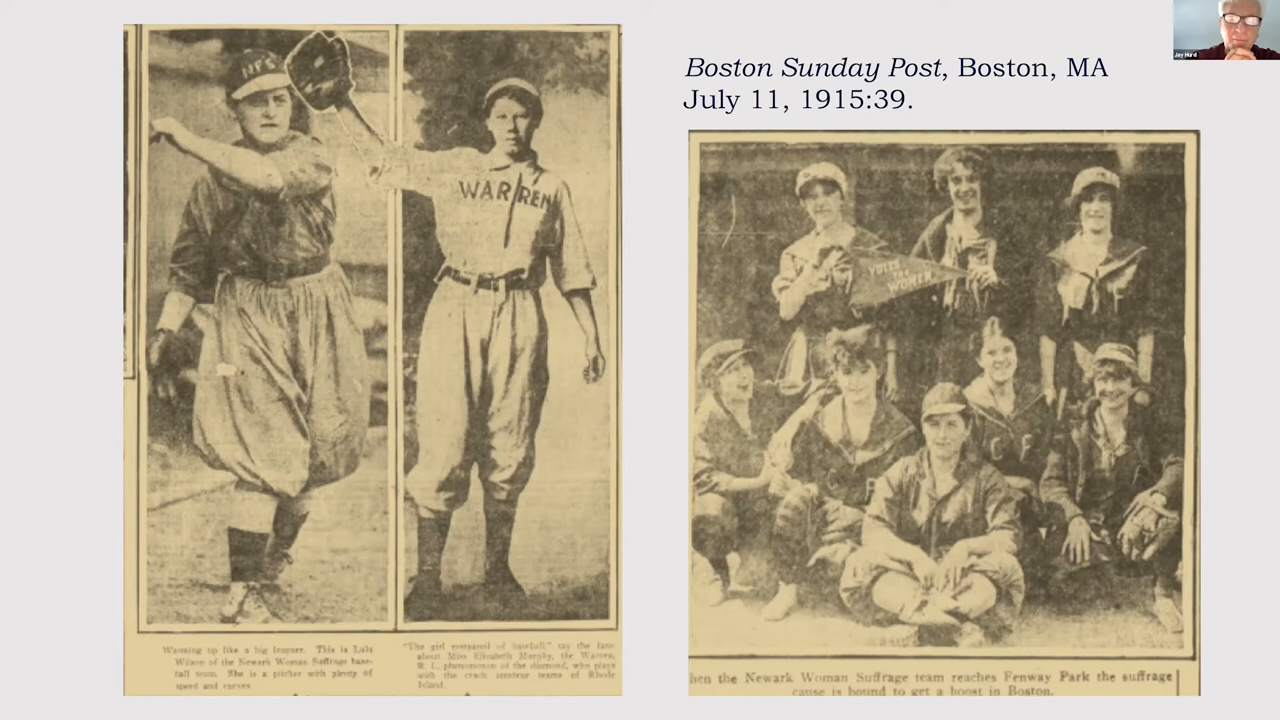 NFS
WARREN
Warming up like a big leaguer. This is Lulu
Wilson of the Newark Woman Suffrage base-
ball team. She is a pitcher with plenty of
speed and curves.
"The girl nonpareil of baseball," say the fans
about Miss Elizabeth Murphy, the Warren,
R. I., phenomenon of the diamond, who plays
with the crack amateur teams of Rhode
Island.
Boston Sunday Post, Boston, MA
July 11, 1915:39.
VOTES
FOR
WOMEN
C F
hen the Newark Woman Suffrage team reaches Fenway Park the suffrage
cause is bound to get a boost in Boston.
Jay Hurd